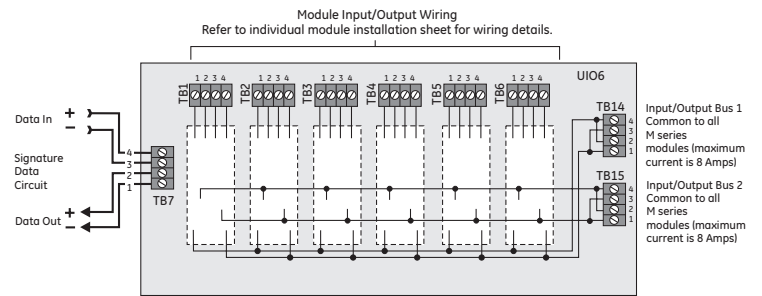 Module Input/Output Wiring
Refer to individual module installation sheet for wiring details.
UIO6
TB1
1 2 3 4
TB2
1 2 3 4
TB3
1 2 3 4
TB4
1 2 3 4
TB5
1 2 3 4
TB6
1 2 3 4
Data In
+
–
Signature
Data
Circuit
4
3
2
1
TB7
Data Out
+
–
TB14
4
3
2
1
Input/Output Bus 1
Common to all
M series
modules (maximum
current is 8 Amps)
TB15
4
3
2
1
Input/Output Bus 2
Common to all
M series
modules (maximum
current is 8 Amps)